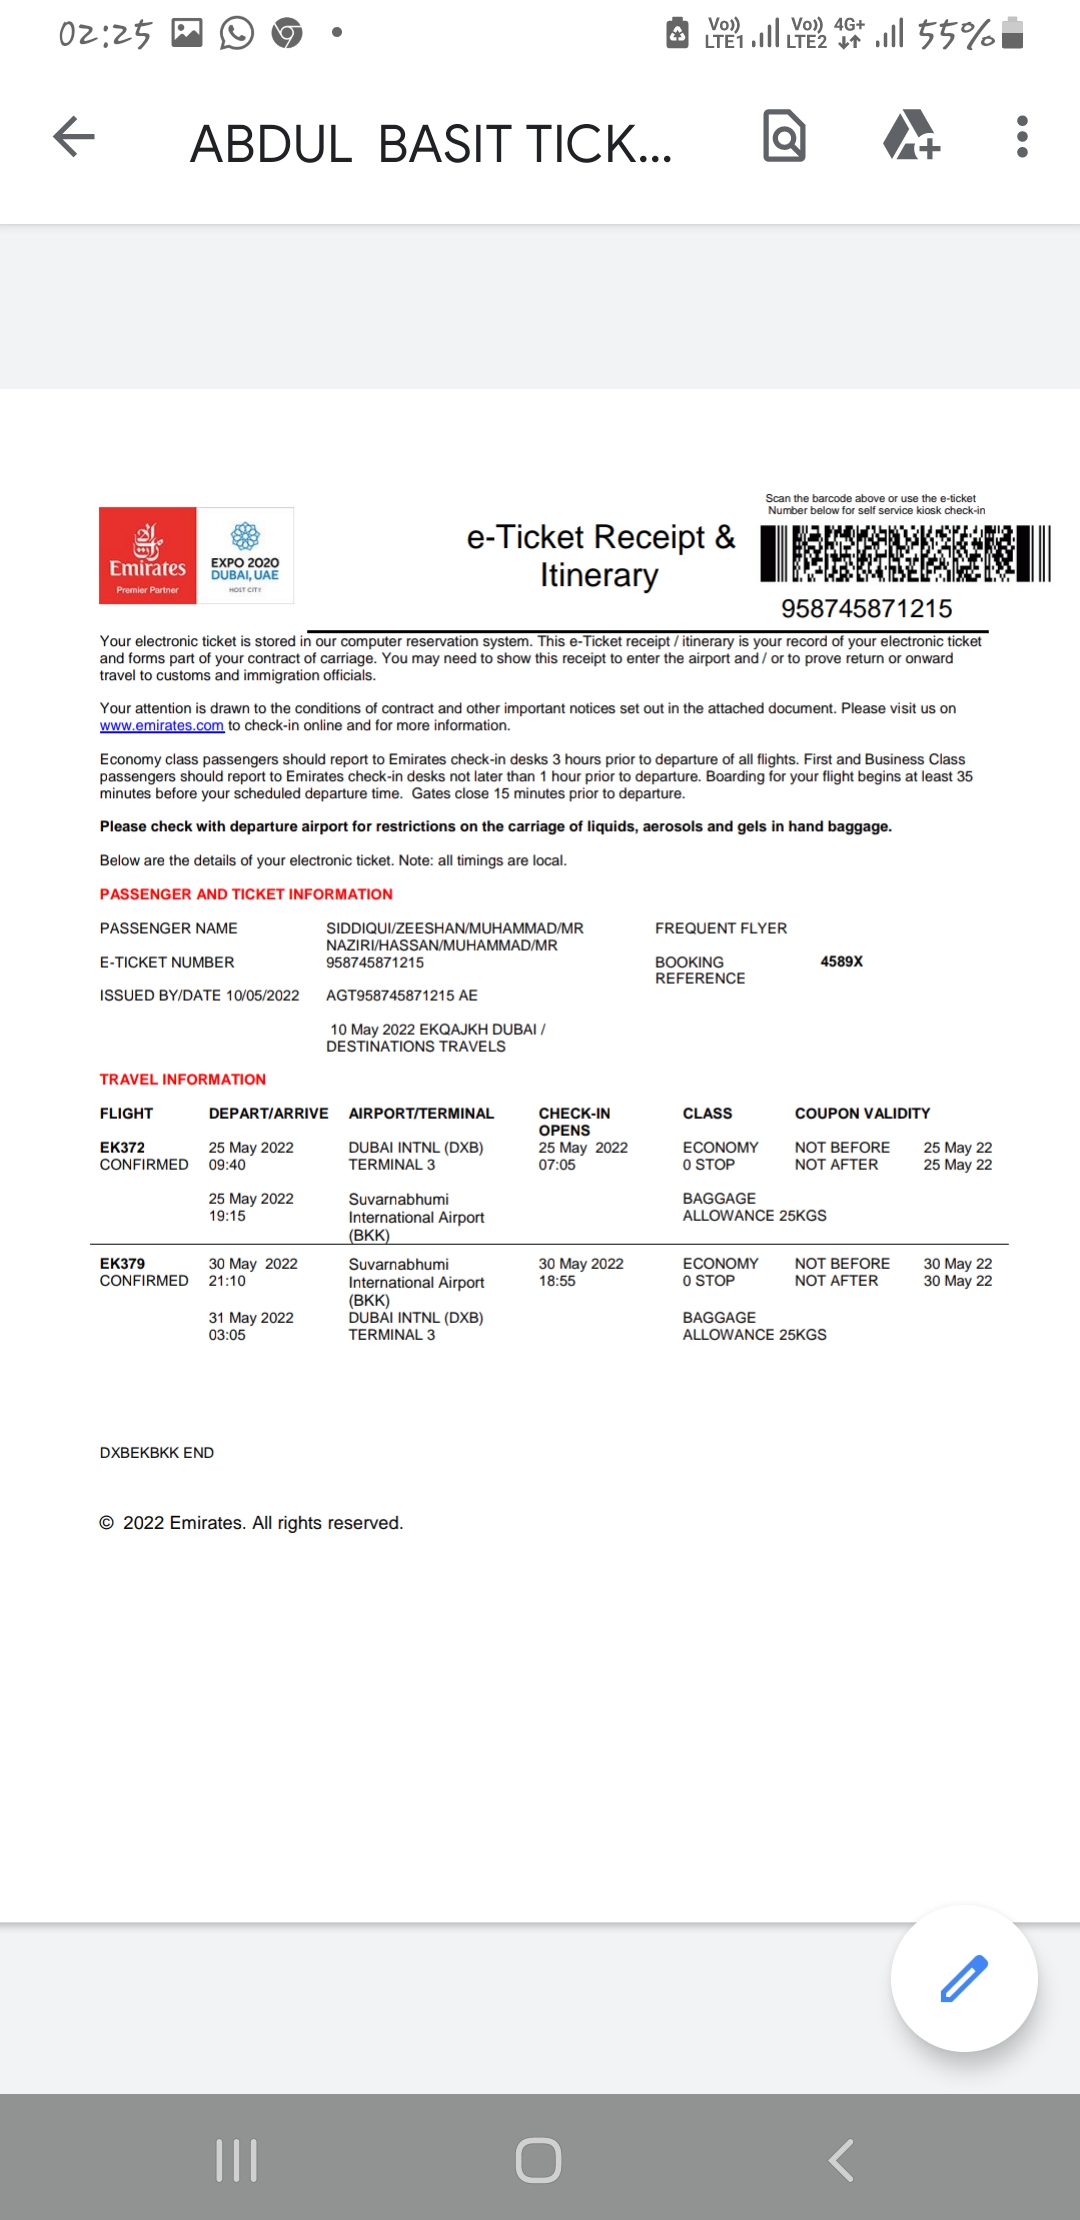 02:25 Vo)) LTE1 Vo)) LTE2 4G+ 55%
ABDUL BASIT TICK...
Scan the barcode above or use the e-ticket
Number below for self service kiosk check-in
e-Ticket Receipt &
Itinerary
Emirates
Premier Partner
EXPO 2020
DUBAI, UAE
HOST CITY
958745871215
Your electronic ticket is stored in our computer reservation system. This e-Ticket receipt / itinerary is your record of your electronic ticket
and forms part of your contract of carriage. You may need to show this receipt to enter the airport and / or to prove return or onward
travel to customs and immigration officials.
Your attention is drawn to the conditions of contract and other important notices set out in the attached document. Please visit us on
www.emirates.com to check-in online and for more information.
Economy class passengers should report to Emirates check-in desks 3 hours prior to departure of all flights. First and Business Class
passengers should report to Emirates check-in desks not later than 1 hour prior to departure. Boarding for your flight begins at least 35
minutes before your scheduled departure time. Gates close 15 minutes prior to departure.
Please check with departure airport for restrictions on the carriage of liquids, aerosols and gels in hand baggage.
Below are the details of your electronic ticket. Note: all timings are local.
PASSENGER AND TICKET INFORMATION
PASSENGER NAME SIDDIQUI/ZEESHAN/MUHAMMAD/MR FREQUENT FLYER
NAZIRI/HASSAN/MUHAMMAD/MR
E-TICKET NUMBER 958745871215 BOOKING 4589X
REFERENCE
ISSUED BY/DATE 10/05/2022 AGT958745871215 AE
10 May 2022 EKQAJKH DUBAI /
DESTINATIONS TRAVELS
TRAVEL INFORMATION
FLIGHT DEPART/ARRIVE AIRPORT/TERMINAL CHECK-IN CLASS COUPON VALIDITY
OPENS
EK372 25 May 2022 DUBAI INTNL (DXB) 25 May 2022 ECONOMY NOT BEFORE 25 May 22
CONFIRMED 09:40 TERMINAL 3 07:05 0 STOP NOT AFTER 25 May 22
25 May 2022 Suvarnabhumi BAGGAGE
19:15 International Airport ALLOWANCE 25KGS
(BKK)
EK379 30 May 2022 Suvarnabhumi 30 May 2022 ECONOMY NOT BEFORE 30 May 22
CONFIRMED 21:10 International Airport 18:55 0 STOP NOT AFTER 30 May 22
(BKK)
31 May 2022 DUBAI INTNL (DXB) BAGGAGE
03:05 TERMINAL 3 ALLOWANCE 25KGS
DXBEKBKK END
© 2022 Emirates. All rights reserved.